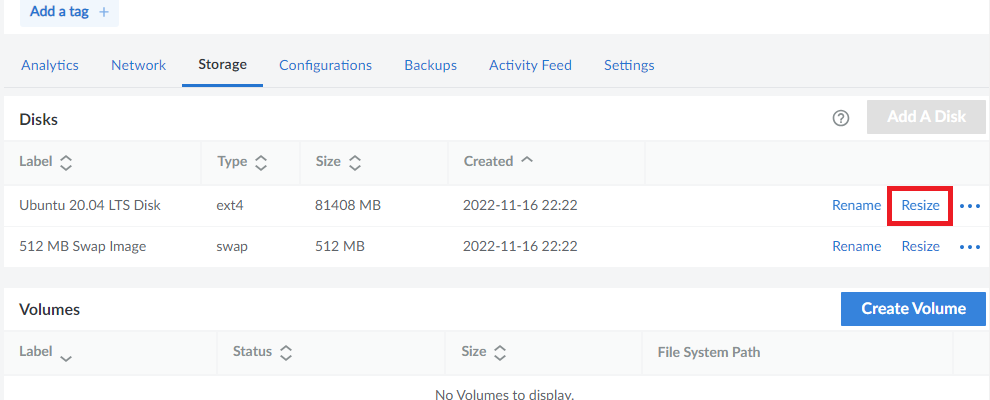 Add a tag +
Analytics Network Storage Configurations Backups Activity Feed Settings
Disks ? Add A Disk
Label Type Size Created
Ubuntu 20.04 LTS Disk ext4 81408 MB 2022-11-16 22:22 Rename Resize ...
512 MB Swap Image swap 512 MB 2022-11-16 22:22 Rename Resize ...
Volumes Create Volume
Label Status Size File System Path
No Volumes to display.